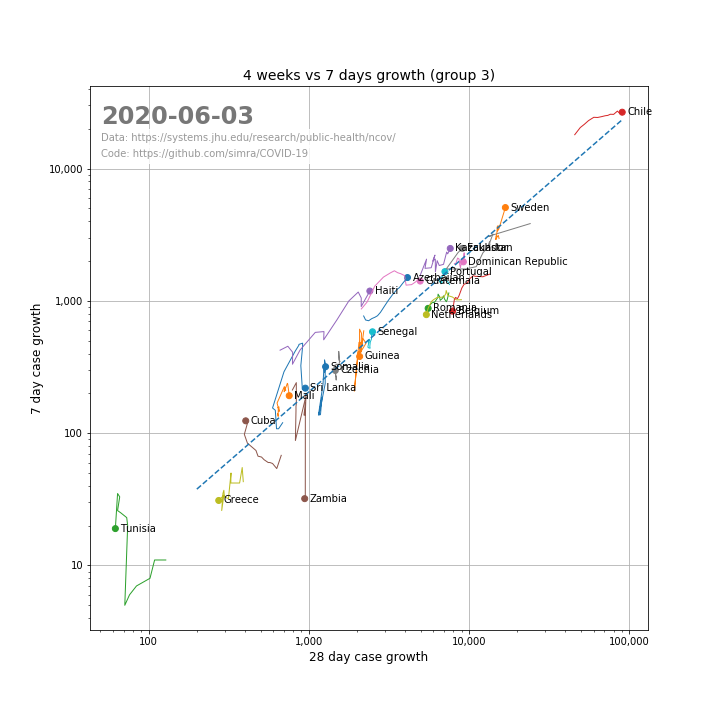 4 weeks vs 7 days growth (group 3)
2020-06-03
Data: https://systems.jhu.edu/research/public-health/ncov/
Code: https://github.com/simra/COVID-19
Chile
10,000
Sweden
Kazakhstan
Ecuador
Dominican Republic
Portugal
Azerbaijan
Guatemala
Haiti
1,000
Romania
Belgium
Netherlands
Senegal
Guinea
Somalia
Czechia
Sri Lanka
Mali
100
Cuba
Greece
Zambia
Tunisia
10
7 day case growth
100
1,000
10,000
100,000
28 day case growth